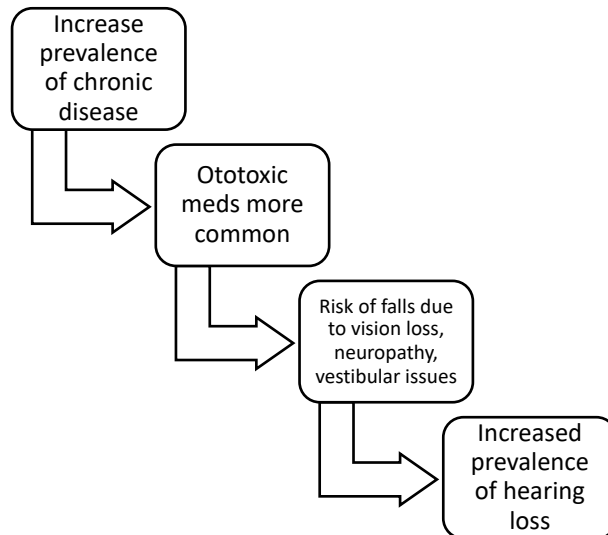 Increase
prevalence
of chronic
disease
Ototoxic
meds more
common
Risk of falls due
to vision loss,
neuropathy,
vestibular issues
Increased
prevalence
of hearing
loss